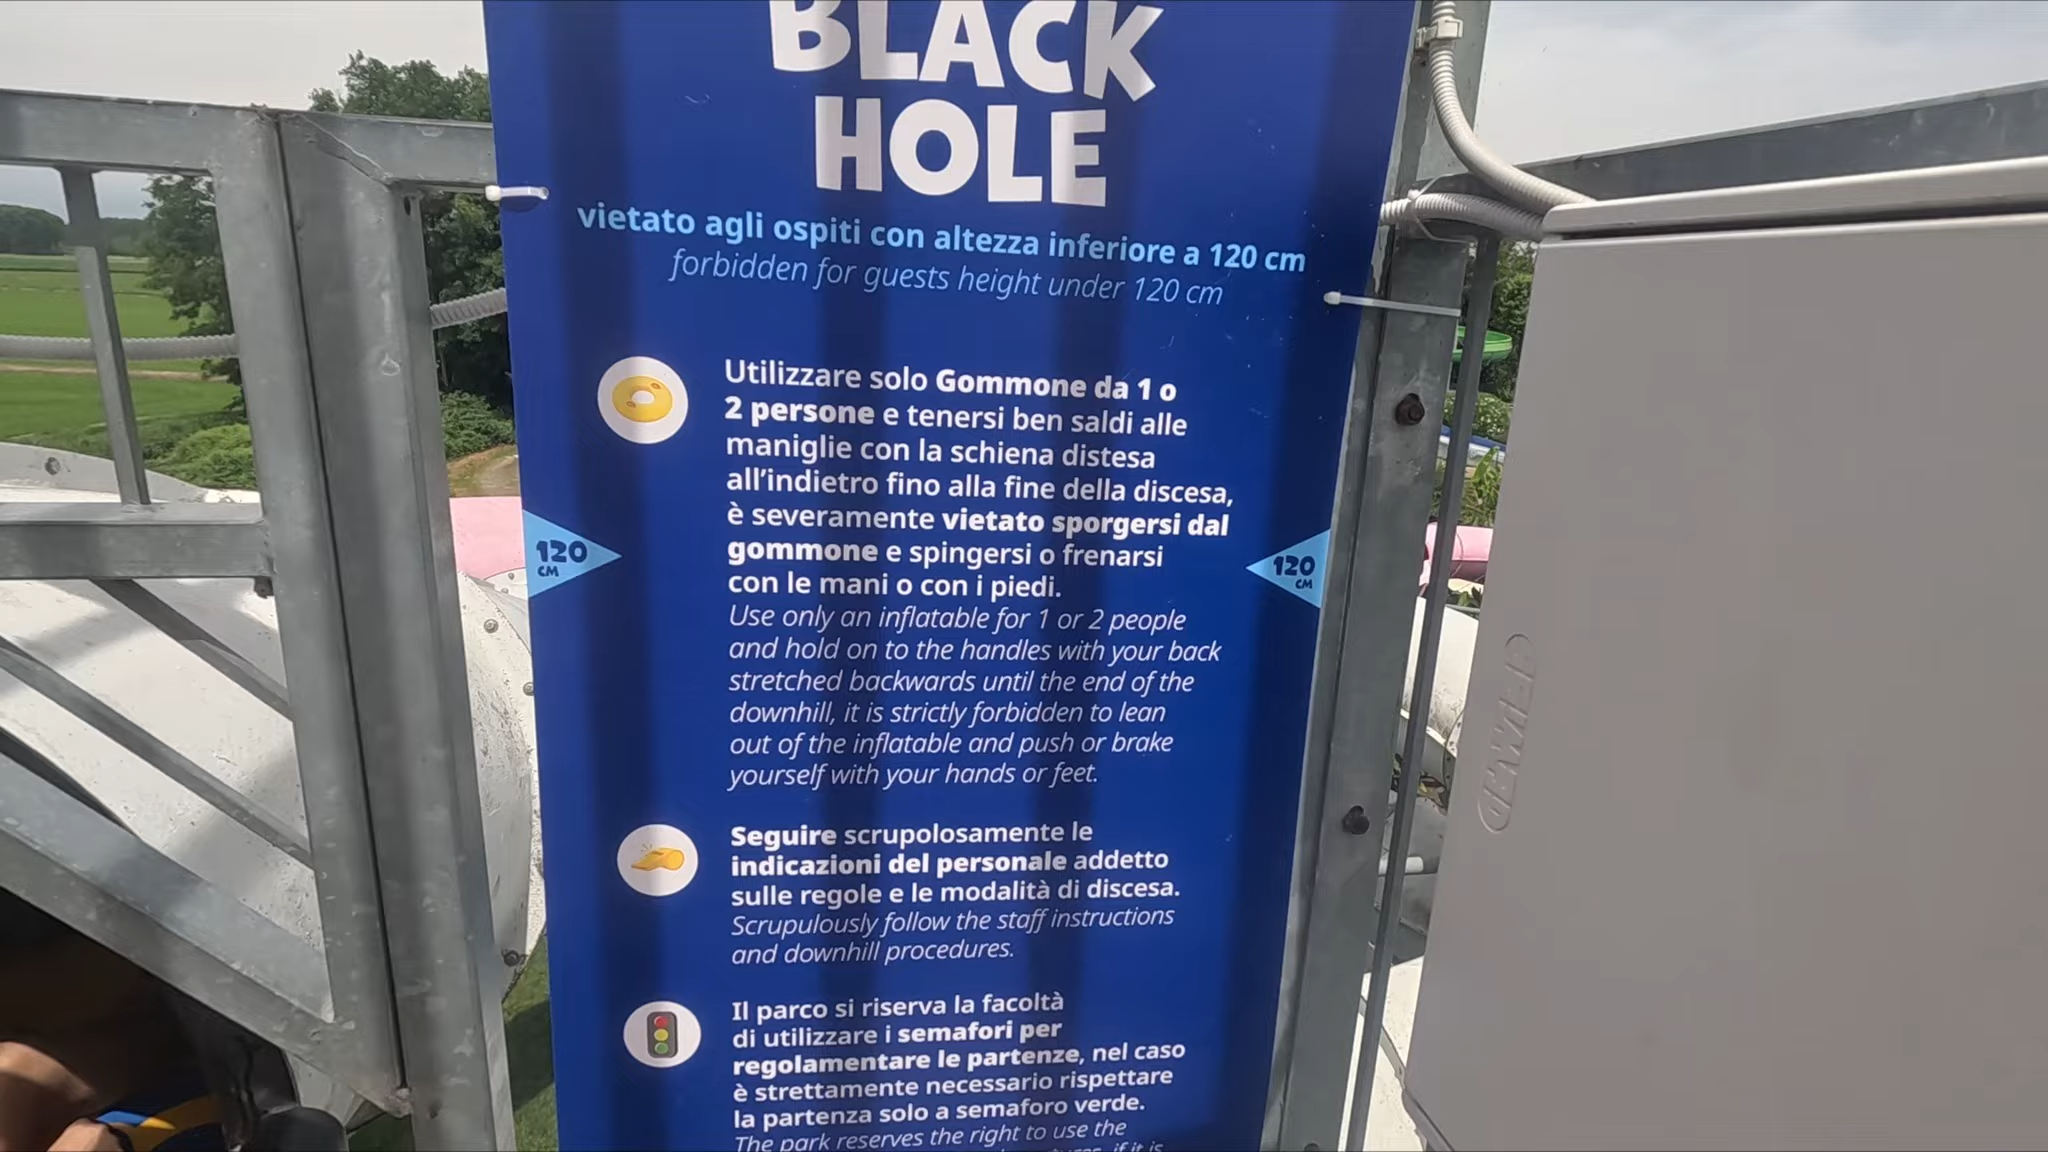 BLACK
HOLE
vietato agli ospiti con altezza inferiore a 120 cm
forbidden for guests height under 120 cm
Utilizzare solo Gommone da 1 o
2 persone e tenersi ben saldi alle
maniglie con la schiena distesa
all'indietro fino alla fine della discesa,
è severamente vietato sporgersi dal
gommone e spingersi o frenarsi
con le mani o con i piedi.
Use only an inflatable for 1 or 2 people
and hold on to the handles with your back
stretched backwards until the end of the
downhill, it is strictly forbidden to lean
out of the inflatable and push or brake
yourself with your hands or feet.
120
CM
120
CM
Seguire scrupolosamente le
indicazioni del personale addetto
sulle regole e le modalità di discesa.
Scrupulously follow the staff instructions
and downhill procedures.
Il parco si riserva la facoltà
di utilizzare i semafori per
regolamentare le partenze, nel caso
è strettamente necessario rispettare
la partenza solo a semaforo verde.
The park reserves the right to use the
if it is
GEWISS